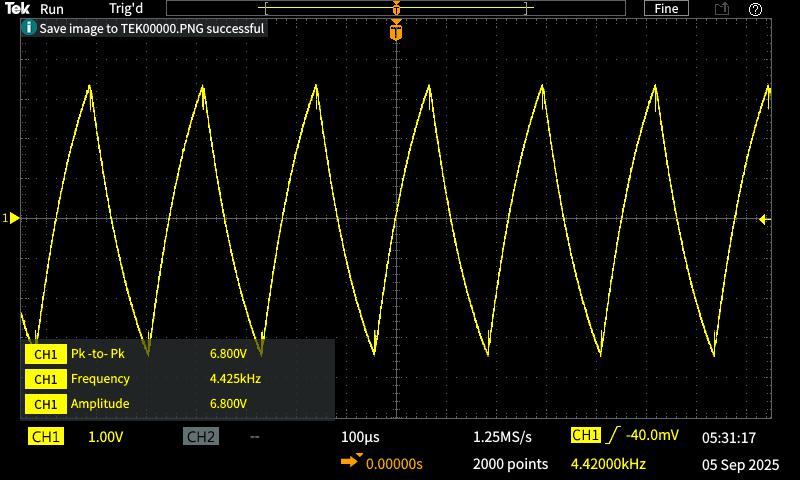 Tek Run Trig'd T Fine
i Save image to TEK00000.PNG successful
T
1
CH1 Pk -to- Pk 6.800V
CH1 Frequency 4.425kHz
CH1 Amplitude 6.800V
CH1 1.00V CH2 -- 100µs 1.25MS/s CH1 -40.0mV 05:31:17
0.00000s 2000 points 4.42000kHz 05 Sep 2025